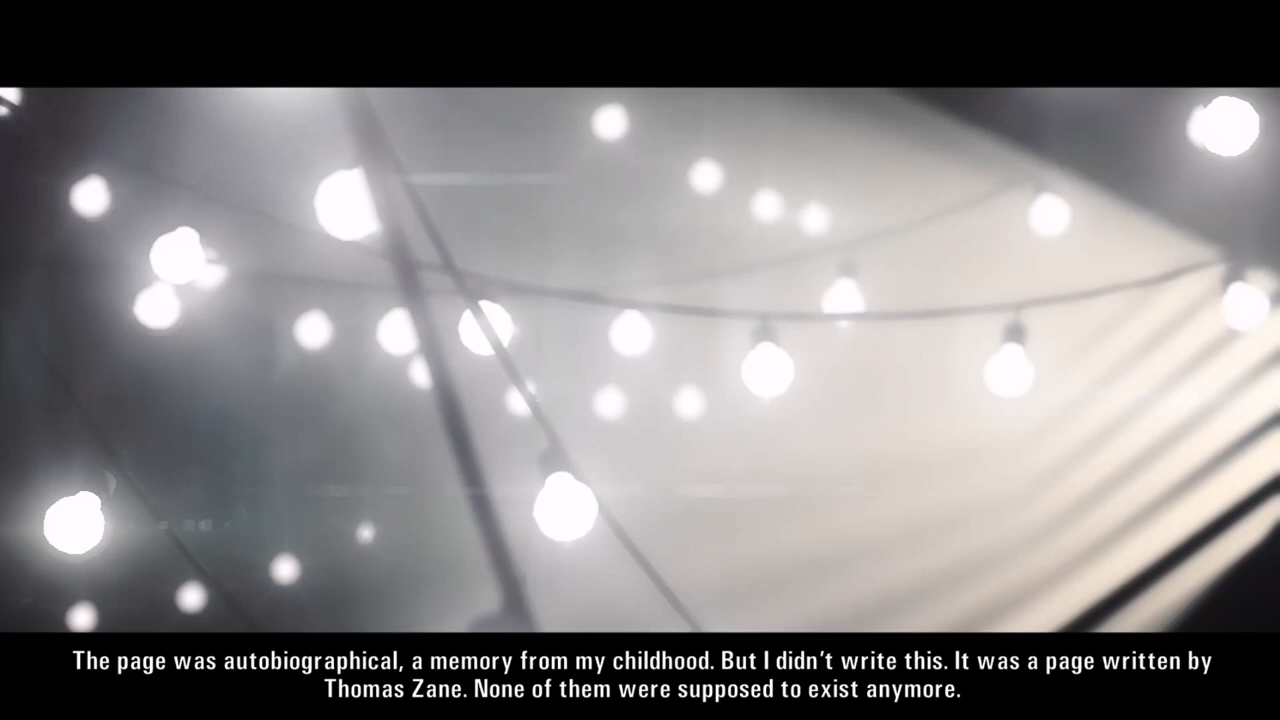 The page was autobiographical, a memory from my childhood. But I didn't write this. It was a page written by
Thomas Zane. None of them were supposed to exist anymore.